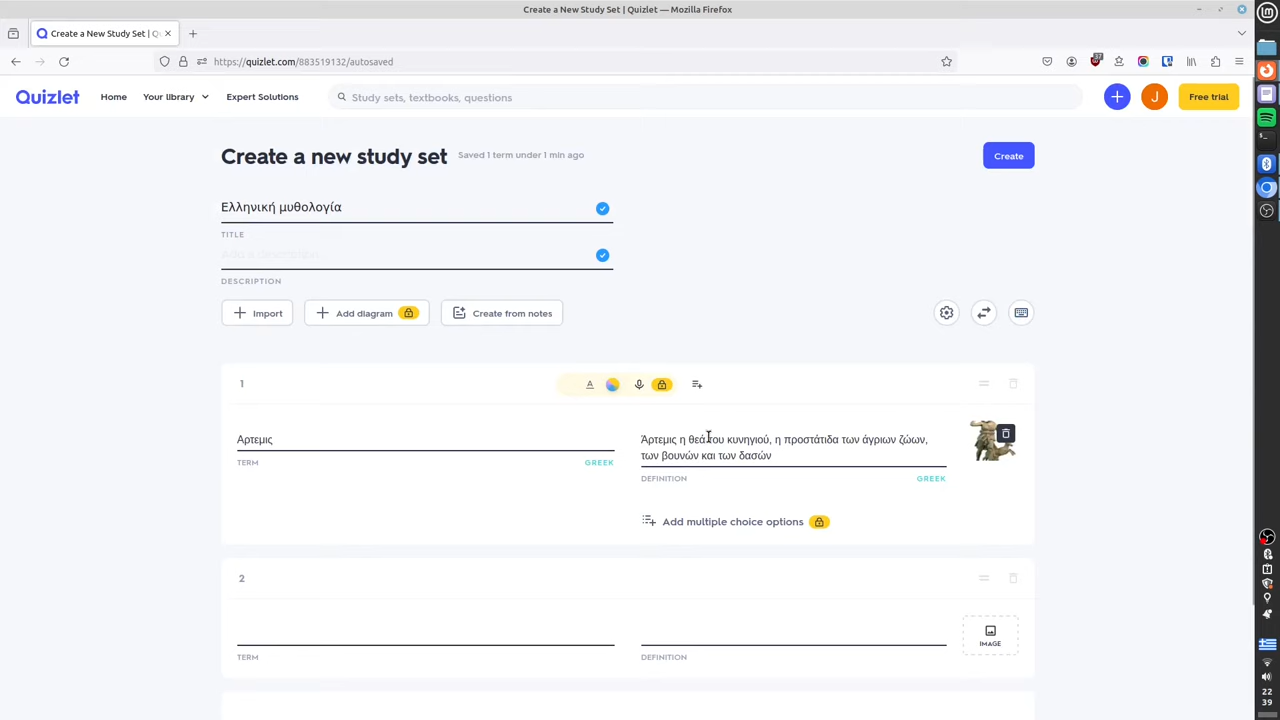 Create a New Study Set | Quizlet — Mozilla Firefox
Create a New Study Set | Q
https://quizlet.com/883519132/autosaved
Quizlet
Home
Your library
Expert Solutions
Study sets, textbooks, questions
J
Free trial
Create a new study set
Saved 1 term under 1 min ago
Create
Ελληνική μυθολογία
TITLE
Add a description...
DESCRIPTION
Import
Add diagram
Create from notes
1
Αρτεμις
TERM
GREEK
Άρτεμις η θεά του κυνηγιού, η προστάτιδα των άγριων ζώων,
των βουνών και των δασών
DEFINITION
GREEK
Add multiple choice options
2
IMAGE
TERM
DEFINITION
22
39